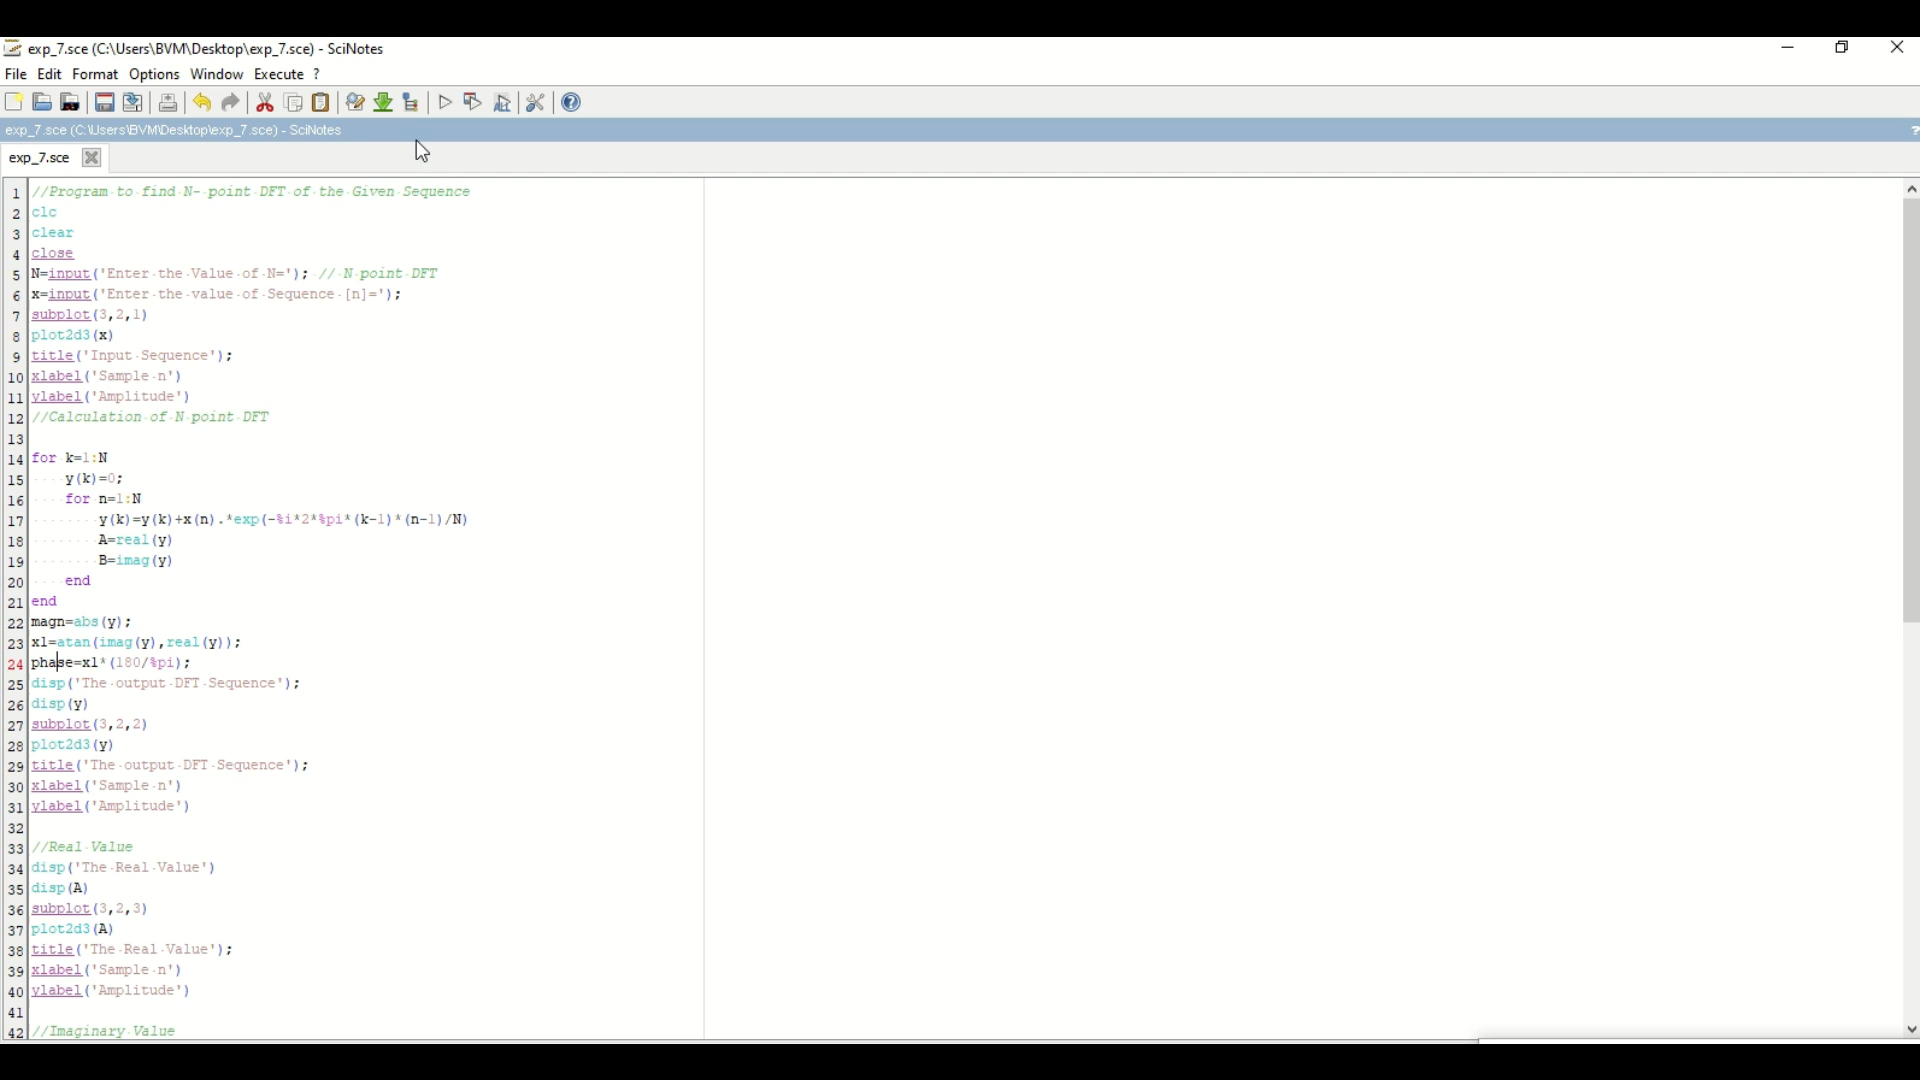 exp_7.sce (C:\Users\BVM\Desktop\exp_7.sce) - SciNotes
File Edit Format Options Window Execute ?
exp_7.sce (C:\Users\BVM\Desktop\exp_7.sce) - SciNotes ?
exp_7.sce
1 //Program to find N- point DFT of the Given Sequence
2 clc
3 clear
4 close
5 N=input('Enter the Value of N='); // N point DFT
6 x=input('Enter the value of Sequence [n]=');
7 subplot(3,2,1)
8 plot2d3(x)
9 title('Input Sequence');
10 xlabel('Sample n')
11 ylabel('Amplitude')
12 //Calculation of N point DFT
13
14 for k=1:N
15 y(k)=0;
16 for n=1:N
17 y(k)=y(k)+x(n).*exp(-%i*2*%pi*(k-1)*(n-1)/N)
18 A=real(y)
19 B=imag(y)
20 end
21 end
22 magn=abs(y);
23 x1=atan(imag(y),real(y));
24 phase=x1*(180/%pi);
25 disp('The output DFT Sequence');
26 disp(y)
27 subplot(3,2,2)
28 plot2d3(y)
29 title('The output DFT Sequence');
30 xlabel('Sample n')
31 ylabel('Amplitude')
32
33 //Real Value
34 disp('The Real Value')
35 disp(A)
36 subplot(3,2,3)
37 plot2d3(A)
38 title('The Real Value');
39 xlabel('Sample n')
40 ylabel('Amplitude')
41
42 //Imaginary Value